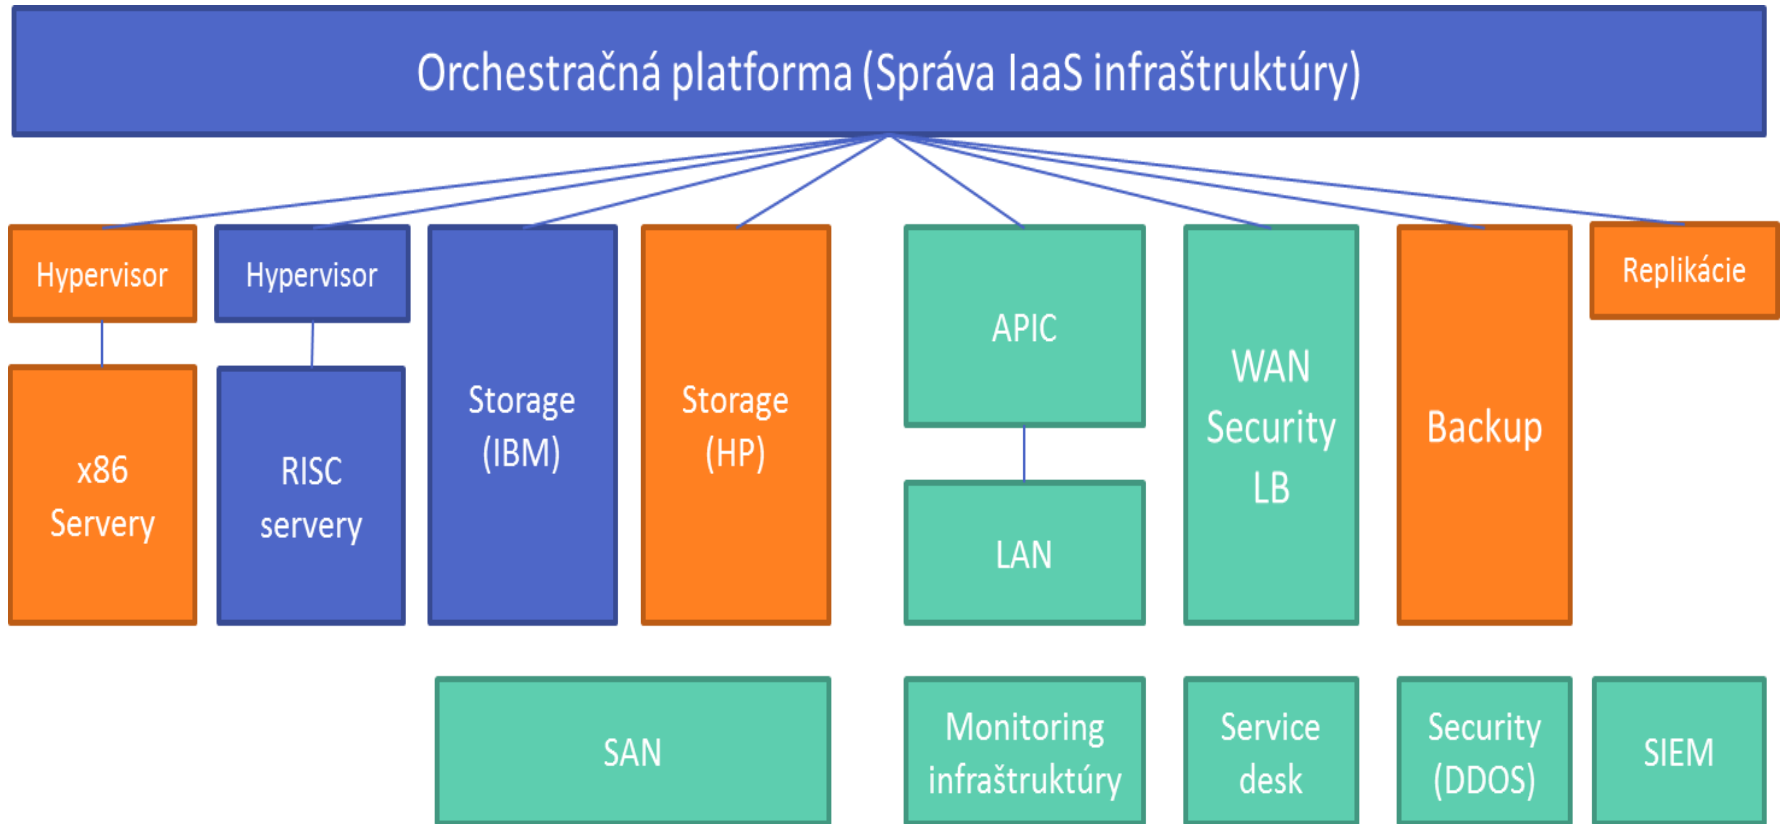 Orchestračná platforma (Správa IaaS infraštruktúry)
Hypervisor
x86
Servery
Hypervisor
RISC
servery
Storage
(IBM)
Storage
(HP)
APIC
LAN
WAN
Security
LB
Backup
Replikácie
SAN
Monitoring
infraštruktúry
Service
desk
Security
(DDOS)
SIEM